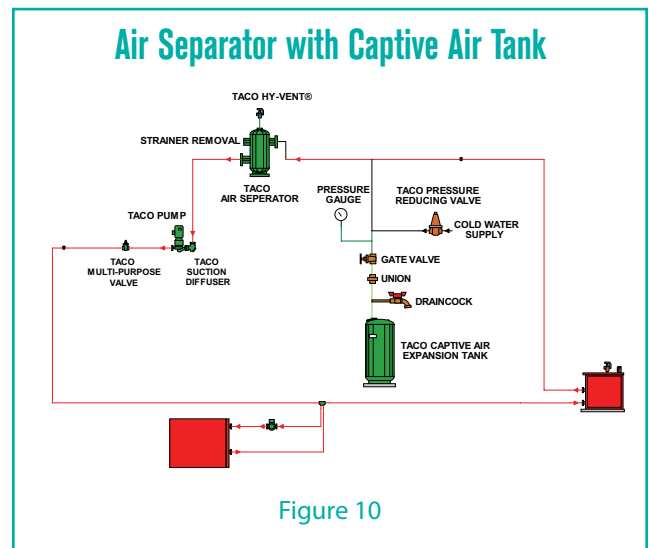 Air Separator with Captive Air Tank
TACO HY-VENT®
STRAINER REMOVAL
TACO
AIR SEPERATOR
PRESSURE
GAUGE
TACO PRESSURE
REDUCING VALVE
COLD WATER
SUPPLY
TACO PUMP
TACO
MULTI-PURPOSE
VALVE
TACO
SUCTION
DIFFUSER
GATE VALVE
UNION
DRAINCOCK
TACO CAPTIVE AIR
EXPANSION TANK
Figure 10